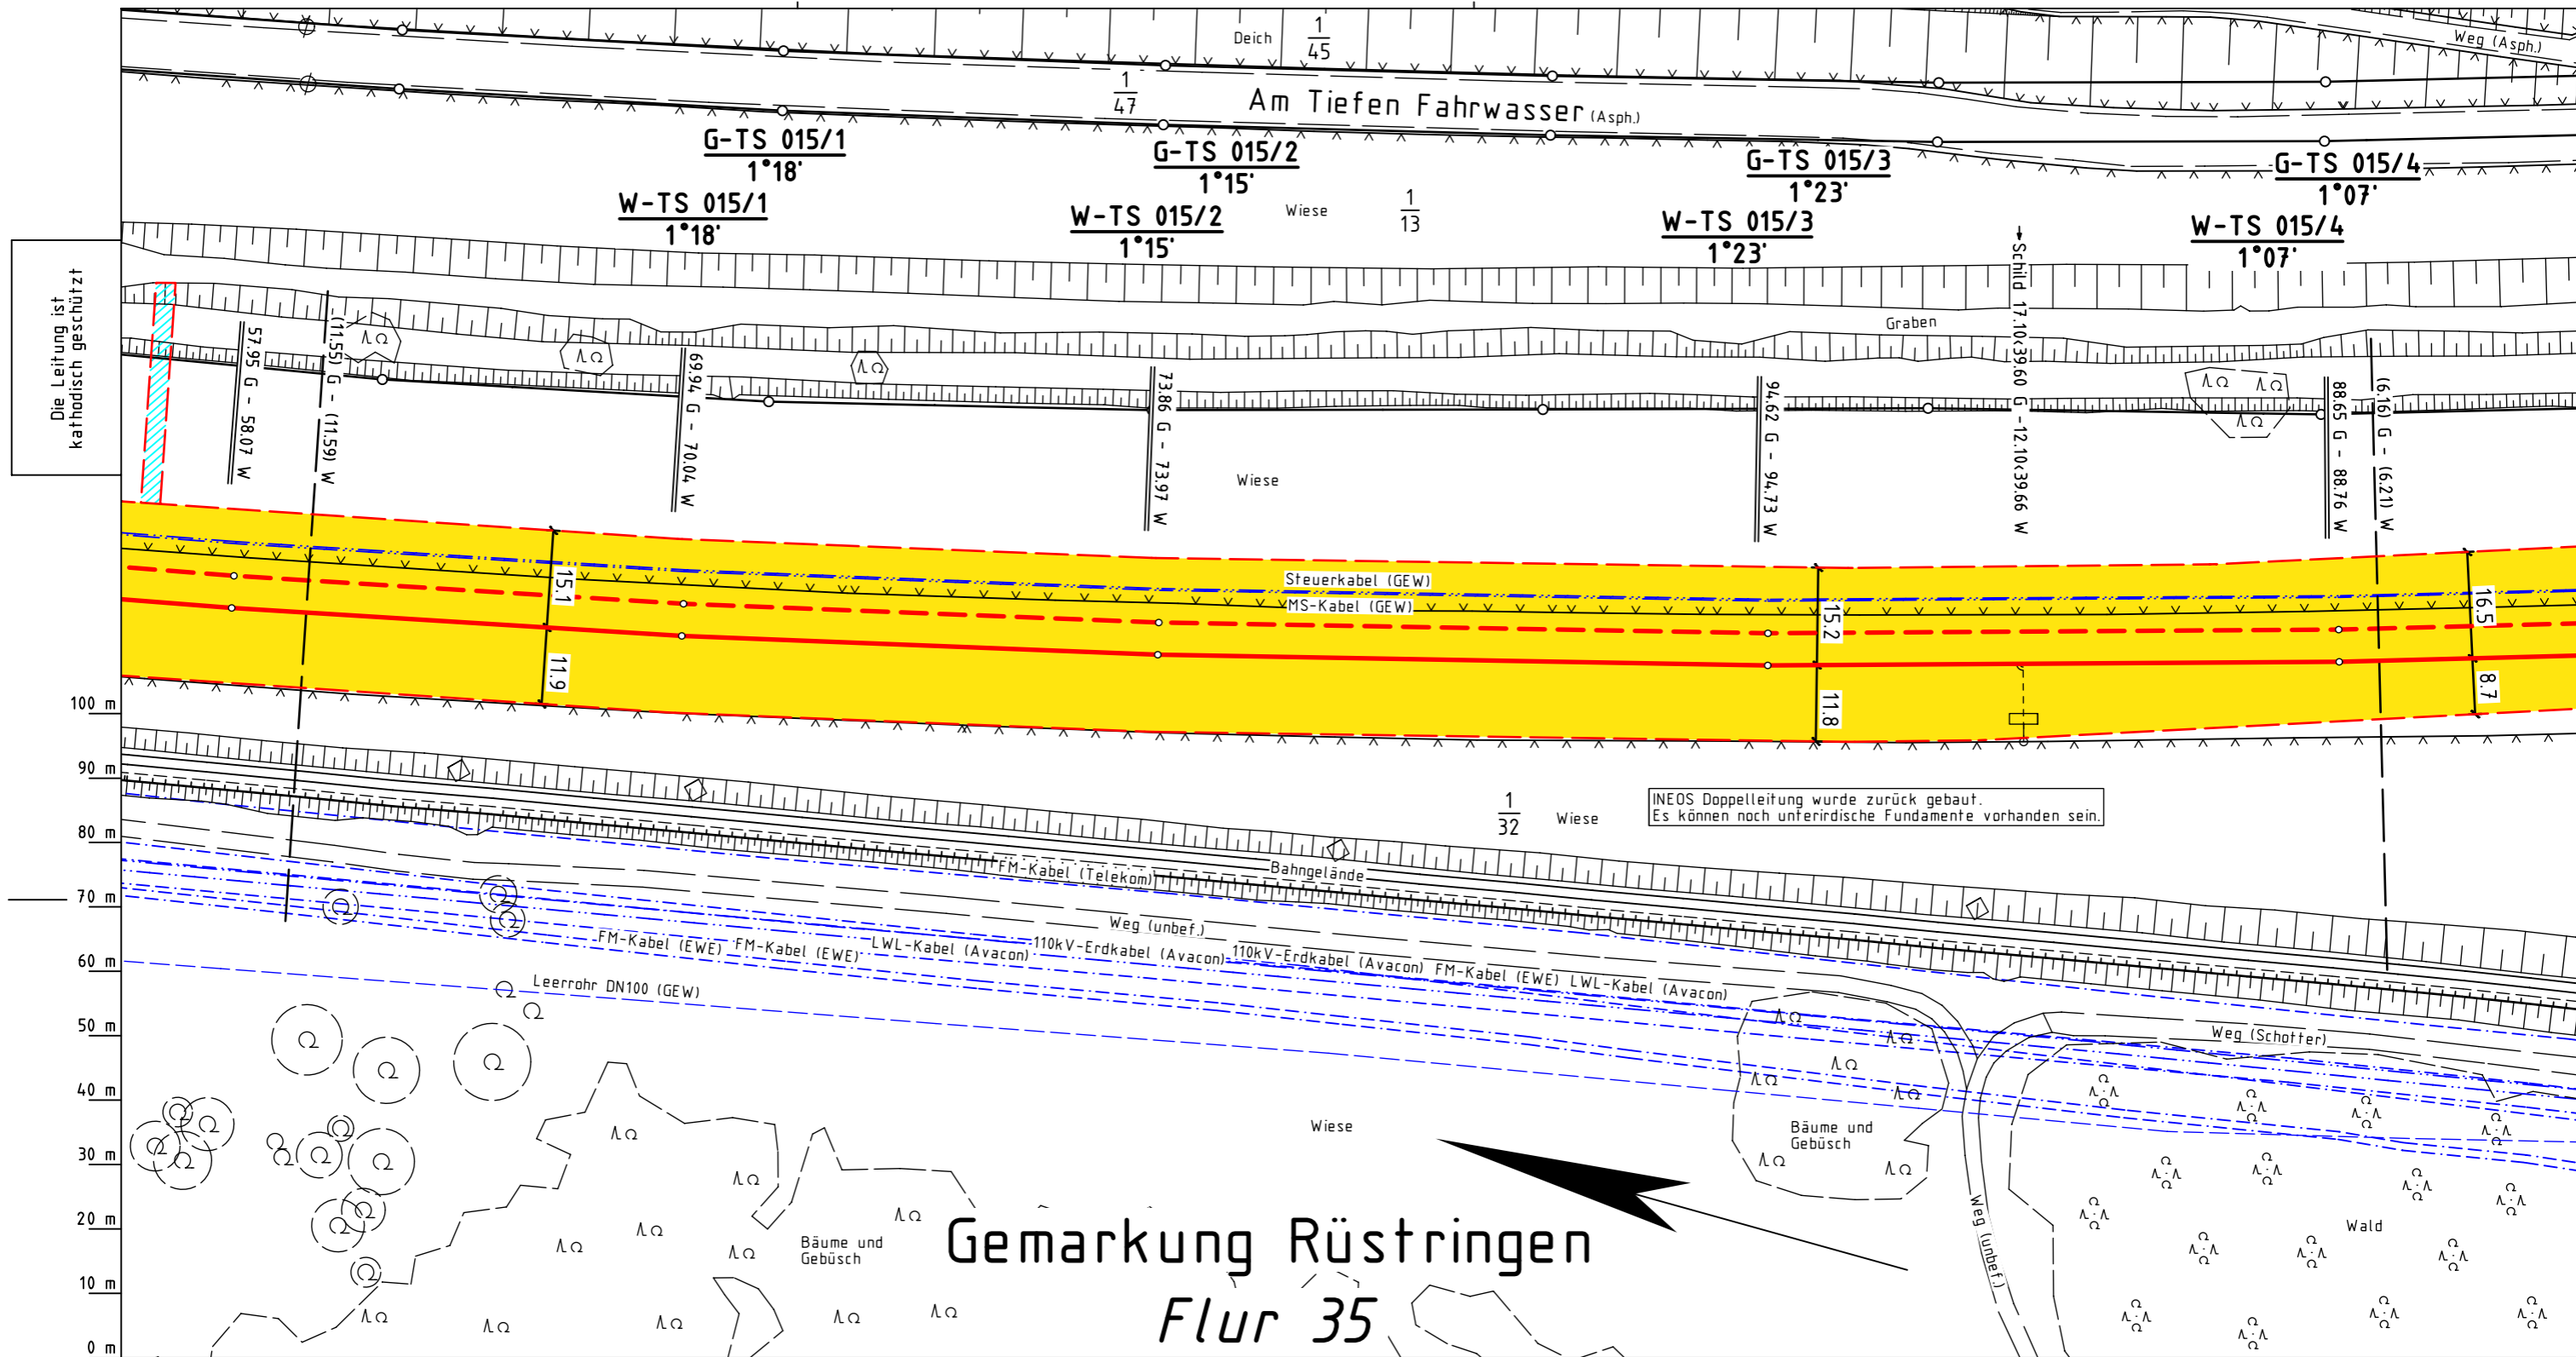 Deich
1
45
Weg (Asph.)
1
47
Am Tiefen Fahrwasser (Asph.)
G-TS 015/1
1°18'
G-TS 015/2
1°15'
G-TS 015/3
1°23'
G-TS 015/4
1°07'
W-TS 015/1
1°18'
W-TS 015/2
1°15'
Wiese
1
13
W-TS 015/3
1°23'
W-TS 015/4
1°07'
Die Leitung ist
kathodisch geschützt
57.95 G - 58.07 W
(11.55) G - (11.59) W
69.94 G - 70.04 W
73.86 G - 73.97 W
94.62 G - 94.73 W
Schild 17.10<39.60 G -12.10<39.66 W
88.65 G - 88.76 W
(6.16) G - (6.21) W
Graben
Wiese
Steuerkabel (GEW)
MS-Kabel (GEW)
15.1
11.9
15.2
11.8
16.5
8.7
100 m
90 m
80 m
70 m
60 m
50 m
40 m
30 m
20 m
10 m
0 m
1
32
Wiese
INEOS Doppelleitung wurde zurück gebaut.
Es können noch unterirdische Fundamente vorhanden sein.
Bahngelände
FM-Kabel (Telekom)
Weg (unbef.)
FM-Kabel (EWE)
FM-Kabel (EWE)
LWL-Kabel (Avacon)
110kV-Erdkabel (Avacon)
110kV-Erdkabel (Avacon)
FM-Kabel (EWE)
LWL-Kabel (Avacon)
Leerrohr DN100 (GEW)
Weg (Schotter)
Wiese
Bäume und
Gebüsch
Weg (unbef.)
Wald
Bäume und
Gebüsch
Gemarkung Rüstringen
Flur 35